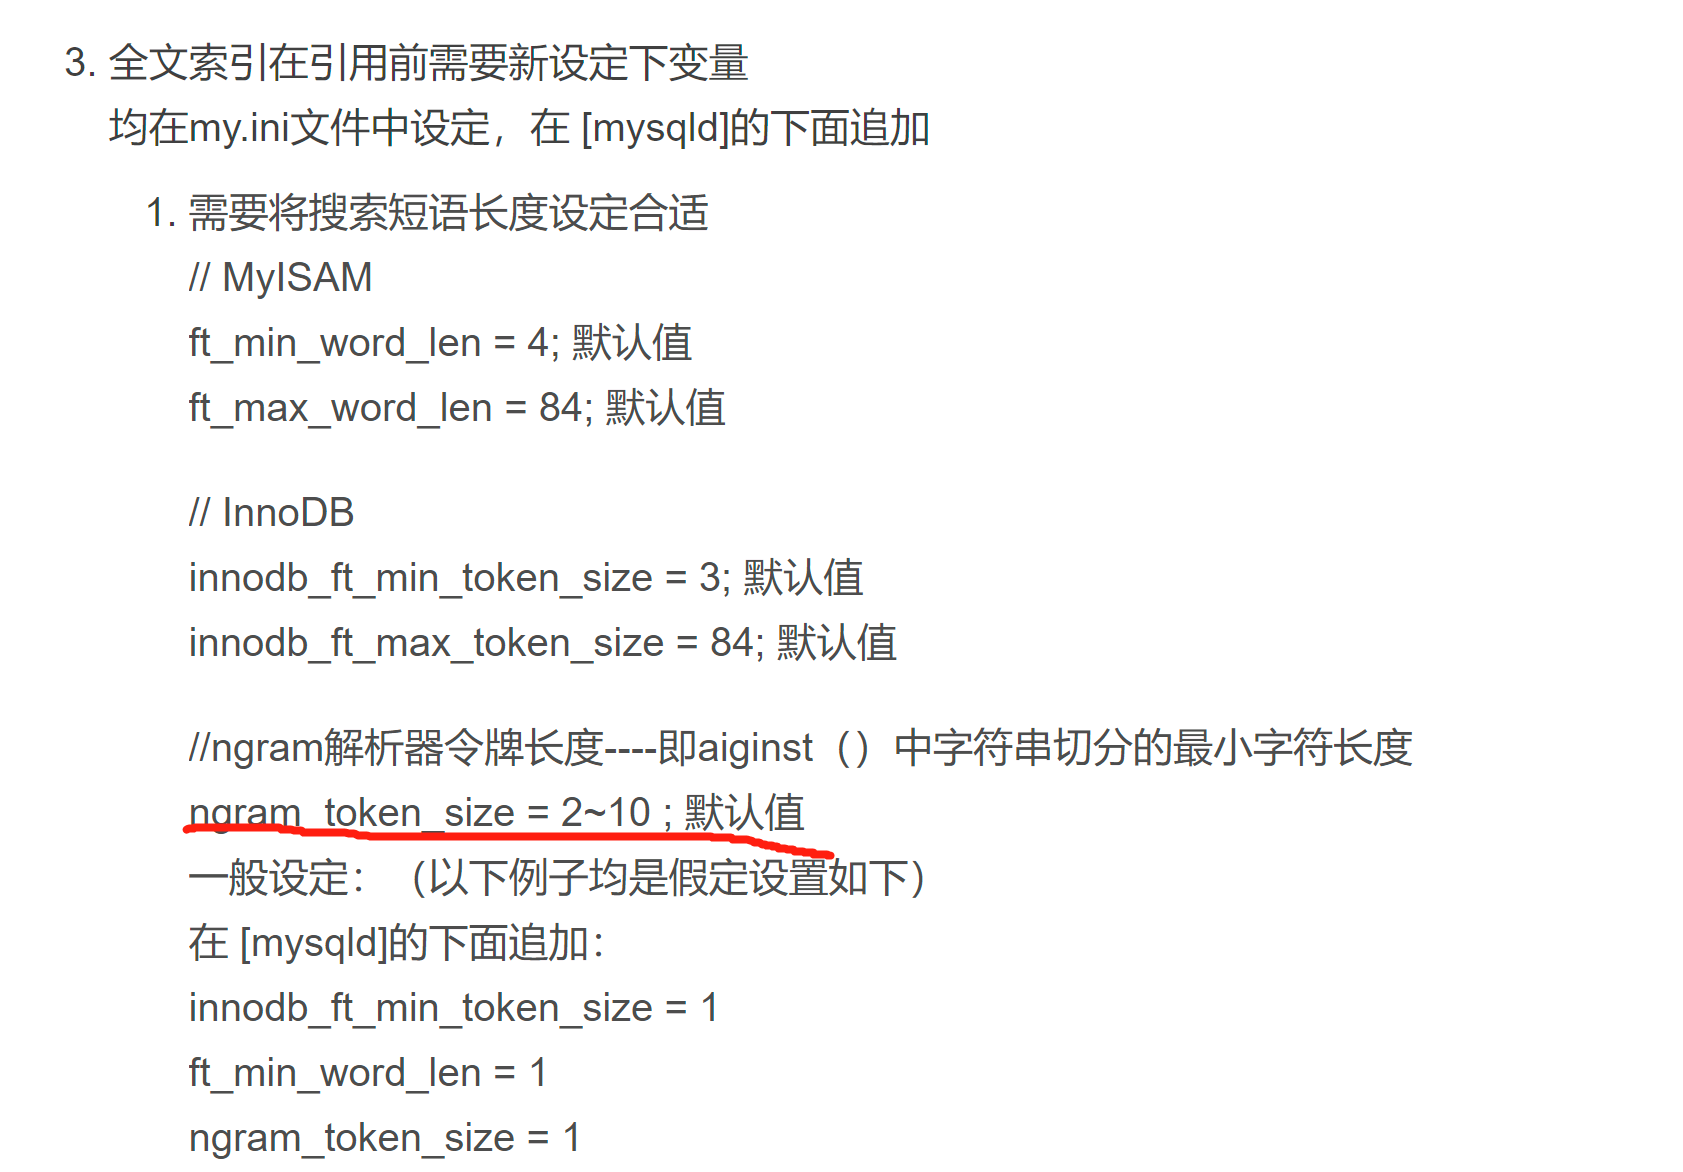 3. 全文索引在引用前需要新设定下变量
均在my.ini文件中设定，在 [mysqld]的下面追加
1. 需要将搜索短语长度设定合适
// MyISAM
ft_min_word_len = 4; 默认值
ft_max_word_len = 84; 默认值
// InnoDB
innodb_ft_min_token_size = 3; 默认值
innodb_ft_max_token_size = 84; 默认值
//ngram解析器令牌长度----即aiginst（）中字符串切分的最小字符长度
ngram_token_size = 2~10 ; 默认值
一般设定：（以下例子均是假定设置如下）
在 [mysqld]的下面追加：
innodb_ft_min_token_size = 1
ft_min_word_len = 1
ngram_token_size = 1